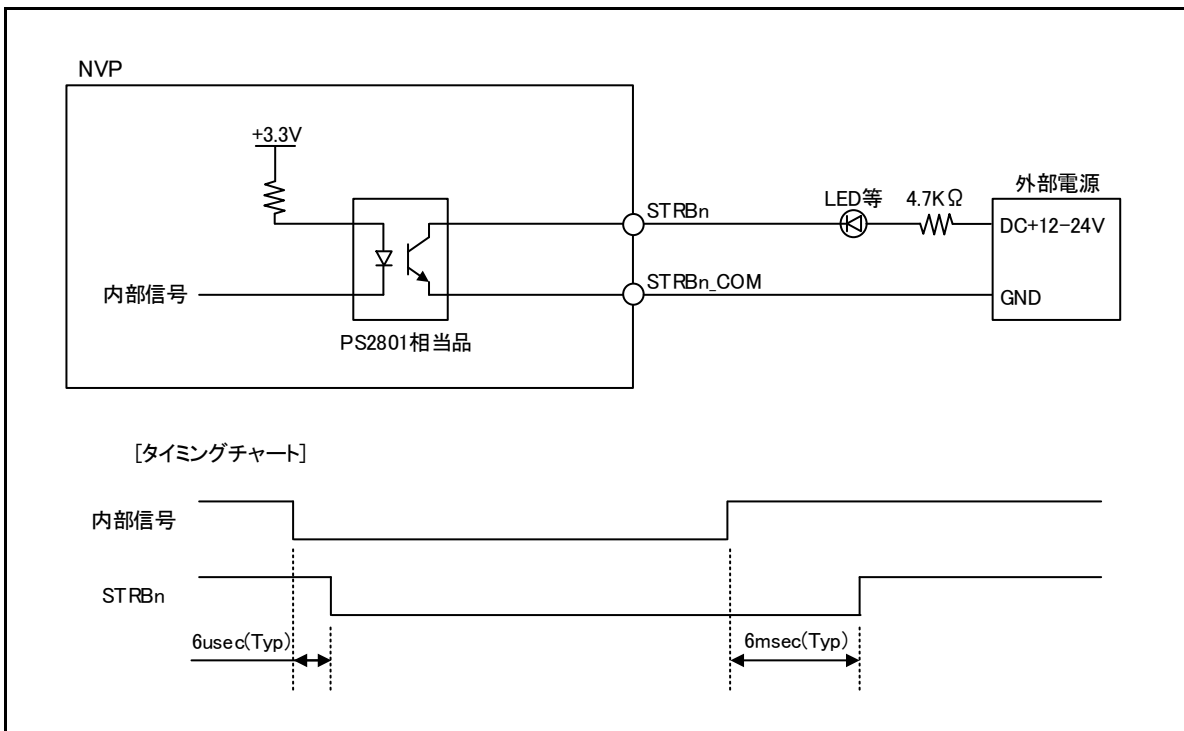 NVP
+3.3V
内部信号
PS2801相当品
STRBn
STRBn_COM
LED等
4.7KΩ
外部電源
DC+12-24V
GND
[タイミングチャート]
内部信号
STRBn
6usec(Typ)
6msec(Typ)